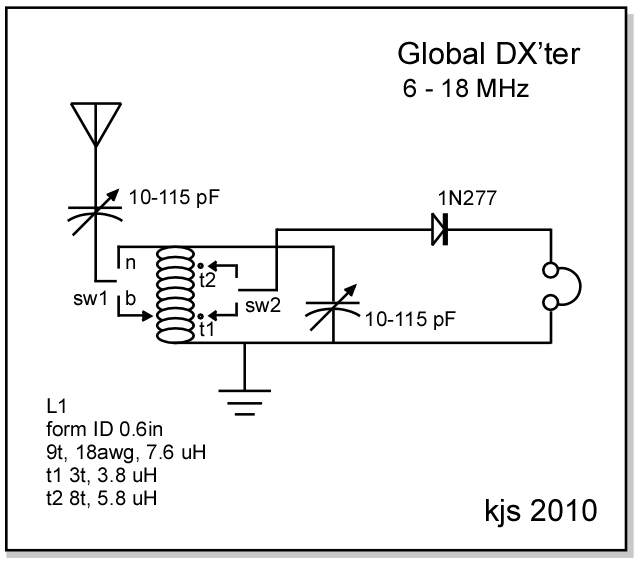 Global DX'ter
6 - 18 MHz
10-115 pF
1N277
n
t2
sw1
b
sw2
t1
10-115 pF
L1
form ID 0.6in
9t, 18awg, 7.6 uH
t1 3t, 3.8 uH
t2 8t, 5.8 uH
kjs 2010